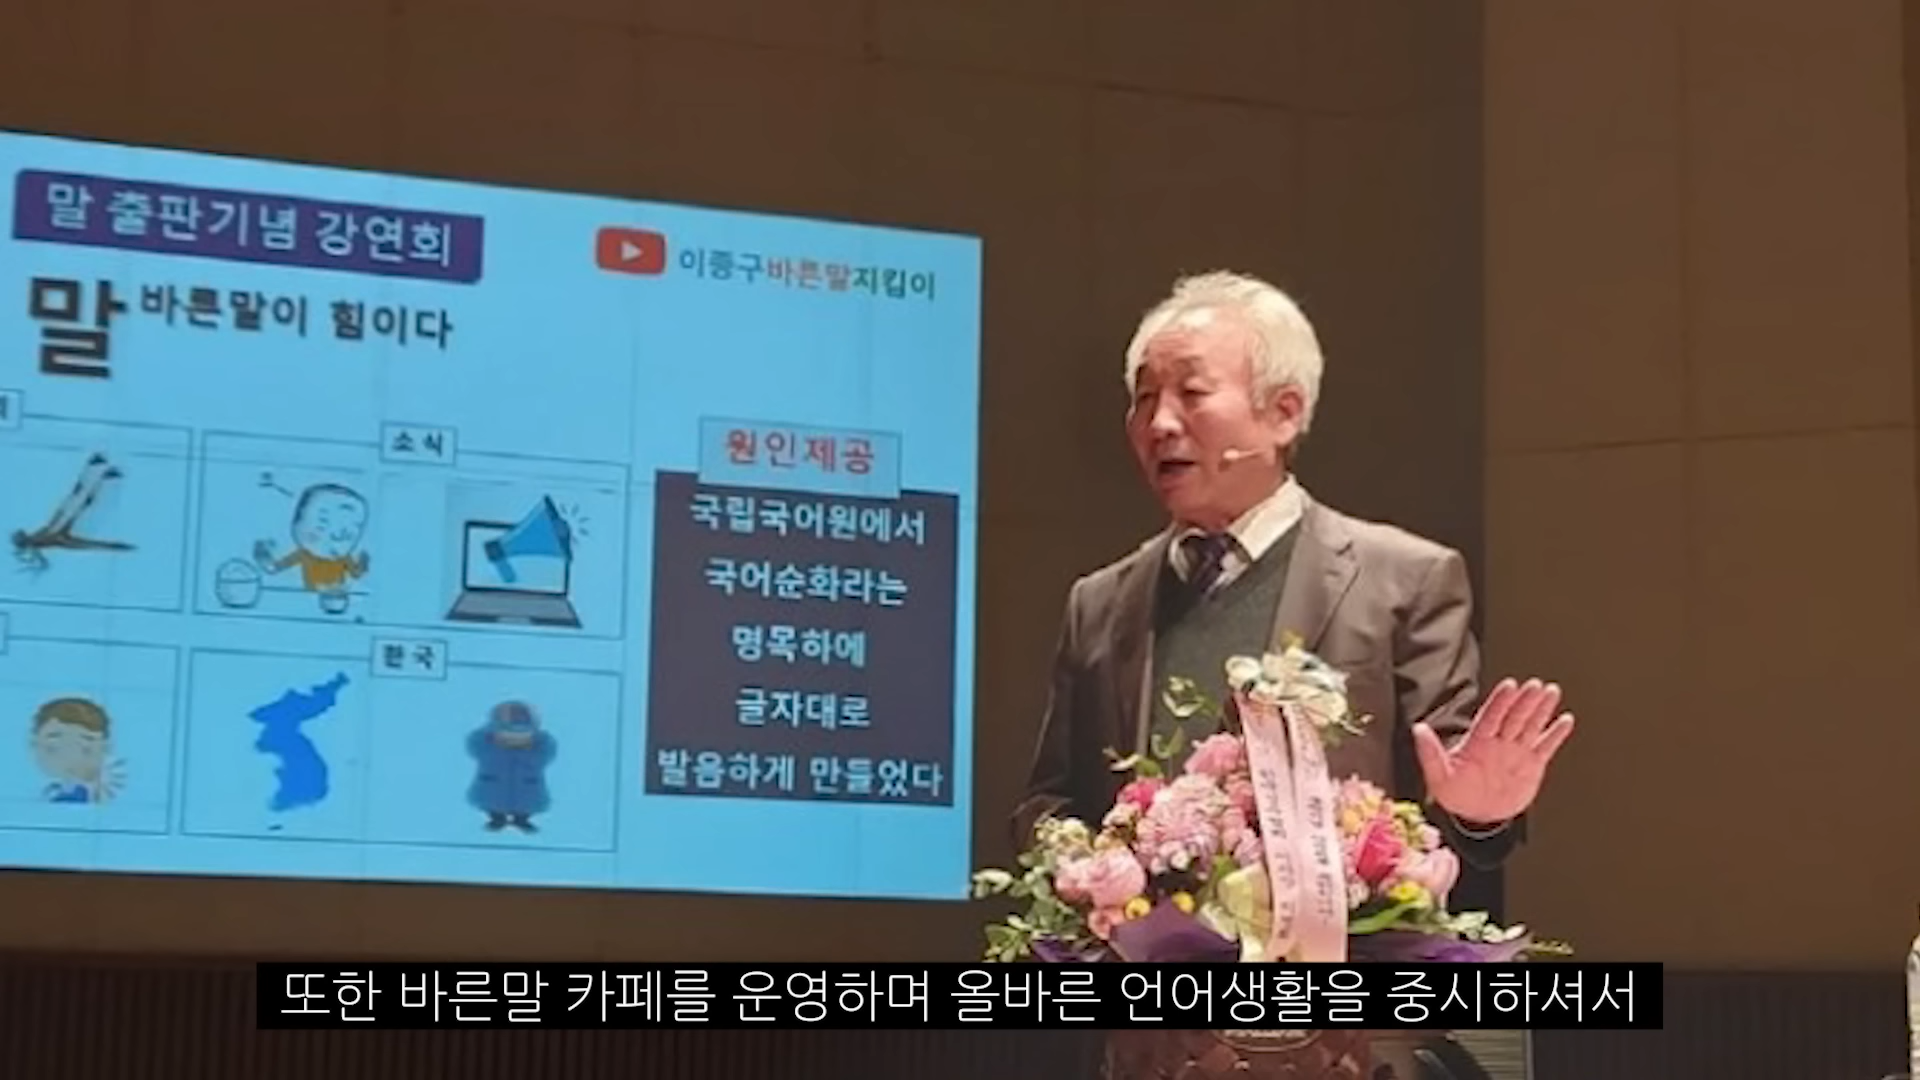 말 출판기념 강연회
이중구바른말지킴이
말 바른말이 힘이다
소식
원인제공
국립국어원에서
국어순화라는
명목하에
글자대로
발음하게 만들었다
한국
또한 바른말 카페를 운영하며 올바른 언어생활을 중시하셔서